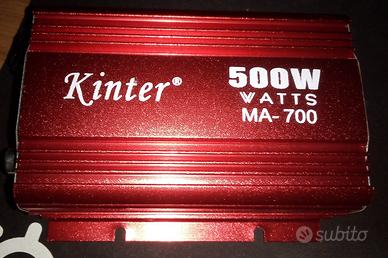 Kinter®
500W
WATTS
MA-700
subito